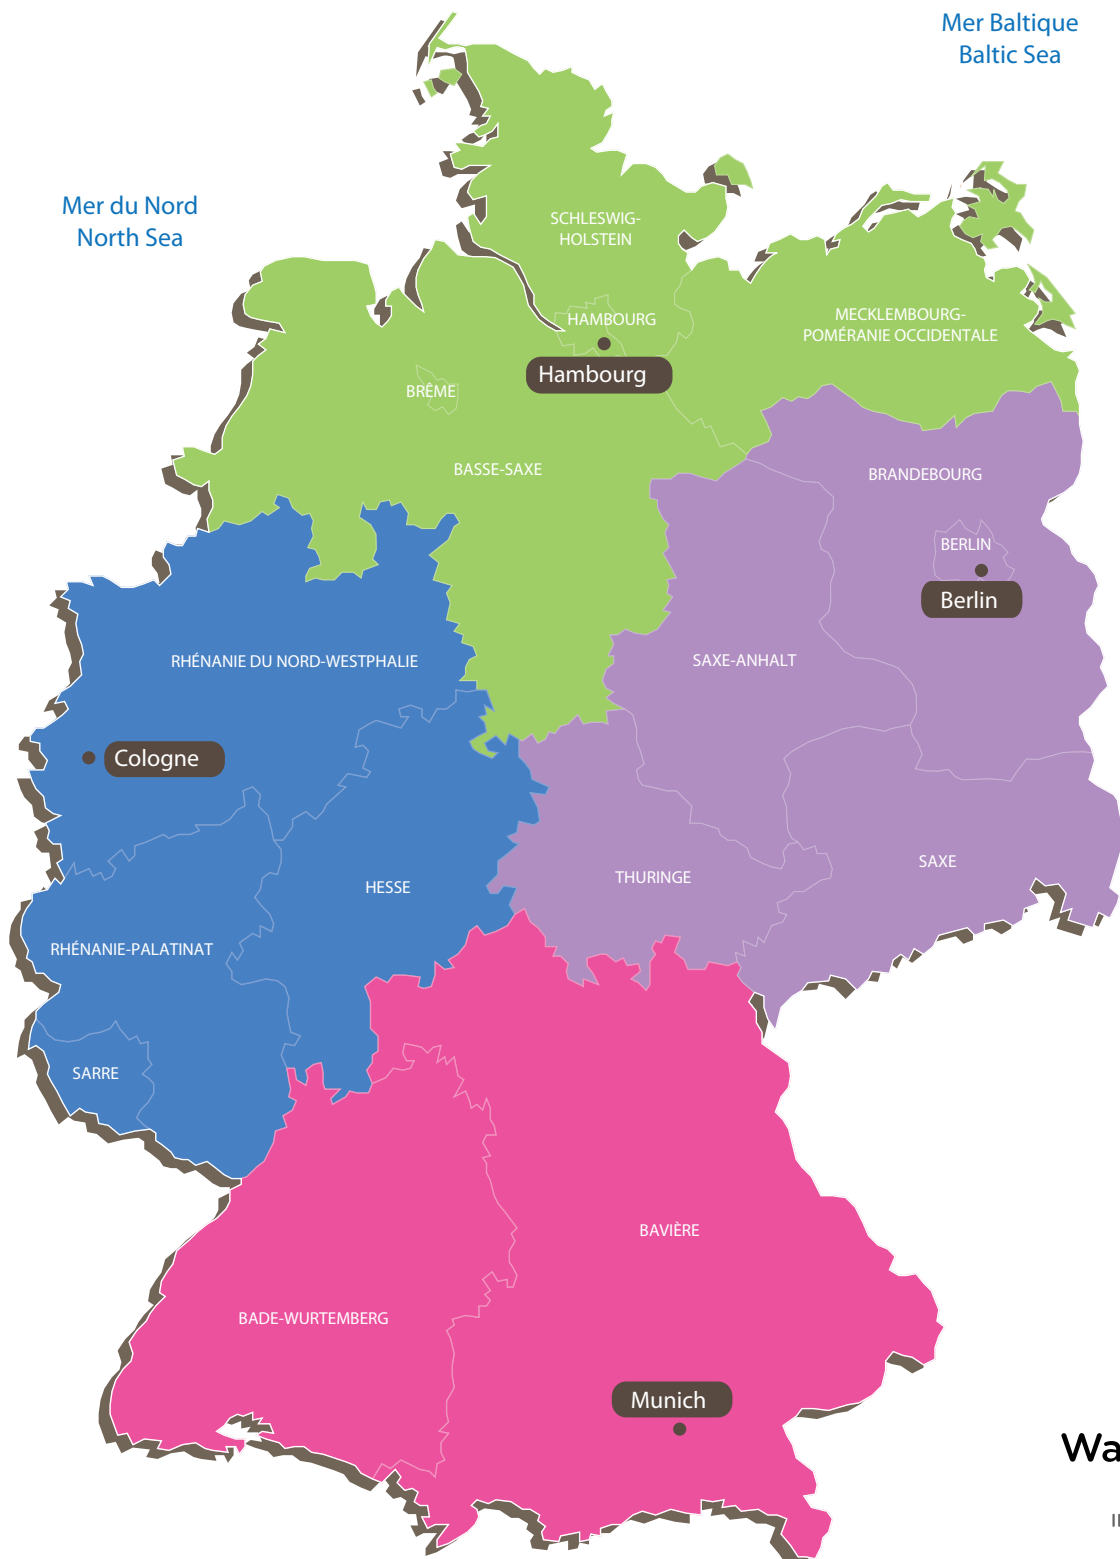 Mer Baltique
Baltic Sea
Mer du Nord
North Sea
SCHLESWIG-
HOLSTEIN
HAMBOURG
Hambourg
MECKLEMBOURG-
POMÉRANIE OCCIDENTALE
BRÊME
BASSE-SAXE
BRANDEBOURG
BERLIN
Berlin
RHÉNANIE DU NORD-WESTPHALIE
SAXE-ANHALT
Cologne
HESSE
THURINGE
SAXE
RHÉNANIE-PALATINAT
SARRE
BAVIÈRE
BADE-WURTEMBERG
Munich
Wa